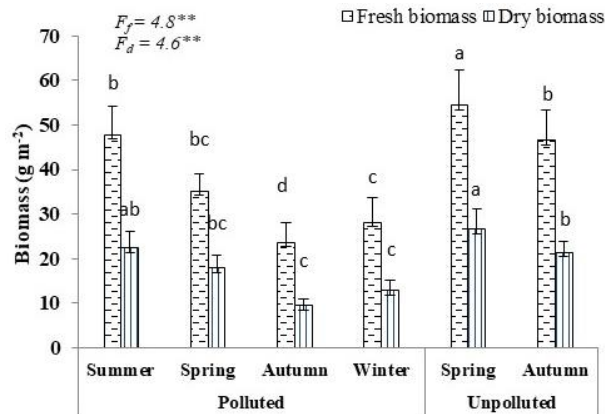 F_f = 4.8**
F_d = 4.6**
Fresh biomass Dry biomass
Biomass (g m⁻²)
70
60
50
40
30
20
10
0
b
ab
bc
bc
d
c
c
c
a
a
b
b
Summer Spring Autumn Winter Spring Autumn
Polluted Unpolluted